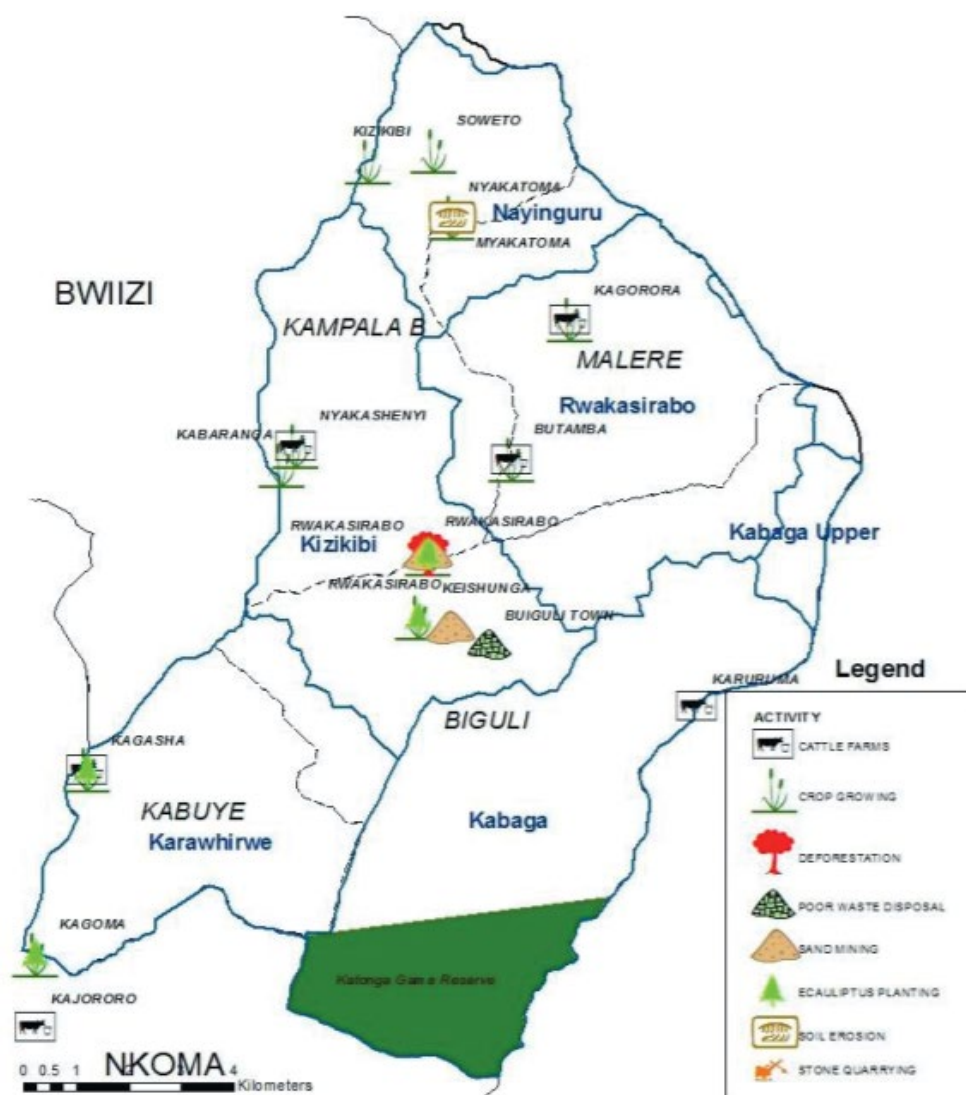 SOWETO
KIZIKIBI
NYAKATOMA
Nayinguru
MYAKATOMA
BWIIZI
KAGORORA
KAMPALA B
MALERE
Rwakasirabo
NYAKASHENYI
BUTAMBA
KABARANGA
RWAKASIRABO
RWAKASIRABO
Kizikibi
Kabaga Upper
RWAKASIRABO
KEISHUNGA
BUIGULI TOWN
Legend
KARURUMA
BIGULI
ACTIVITY
CATTLE FARMS
KAGASHA
CROP GROWING
KABUYE
Kabaga
Karawhirwe
DEFORESTATION
POOR WASTE DISPOSAL
KAGOMA
SAND MINING
Katonga Game Reserve
ECAULIPTUS PLANTING
KAJORORO
SOIL EROSION
NKOMA
STONE QUARRYING
0 0.5 1 2 3 4
Kilometers